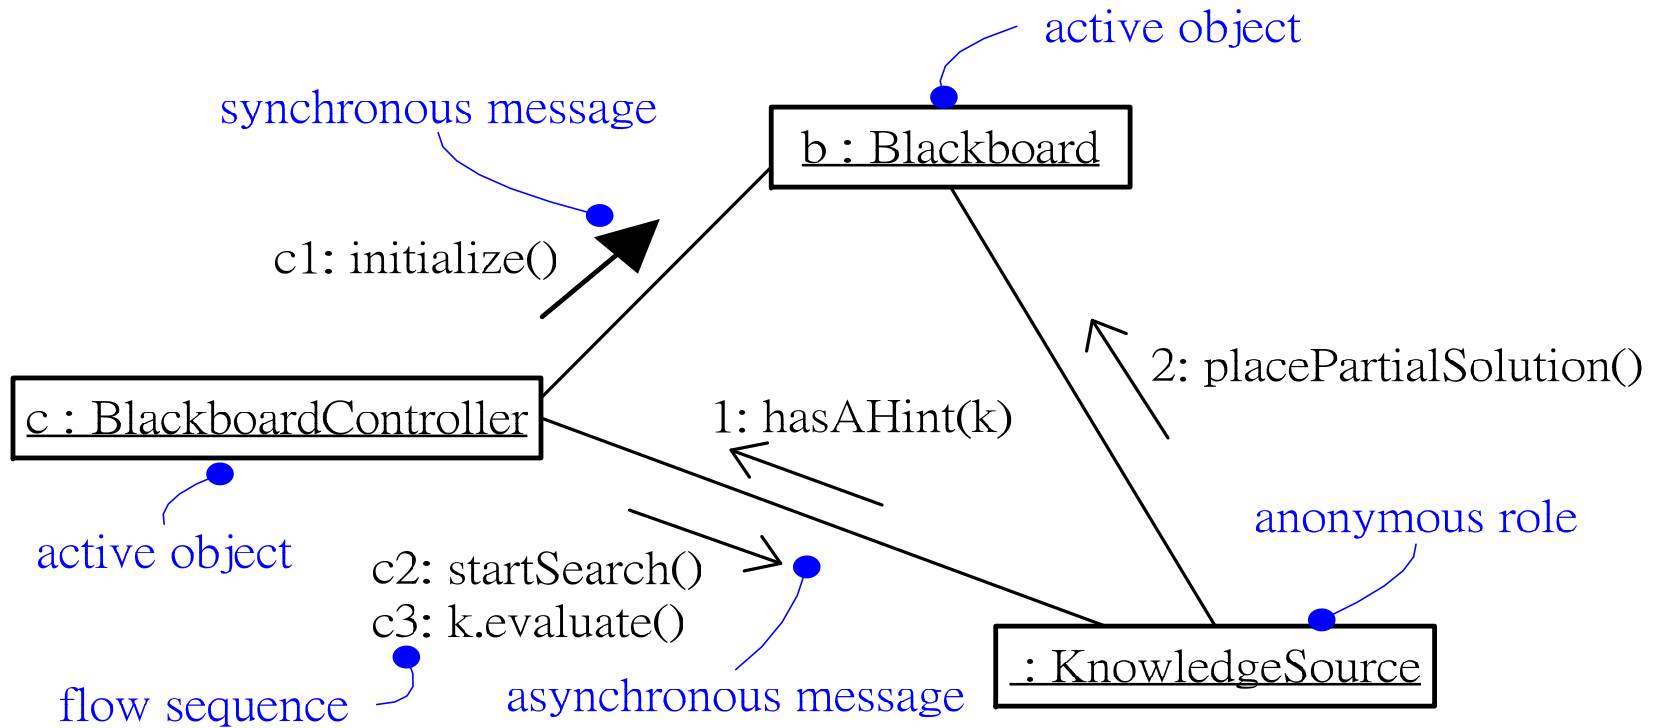 active object
synchronous message
b : Blackboard
c1: initialize()
2: placePartialSolution()
c : BlackboardController
1: hasAHint(k)
anonymous role
active object
c2: startSearch()
c3: k.evaluate()
: KnowledgeSource
flow sequence
asynchronous message